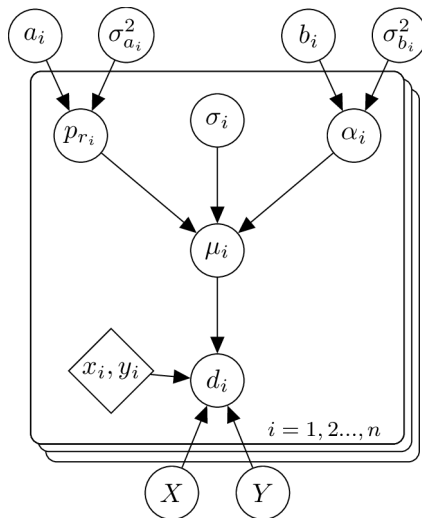 a_i σ²_{a_i} b_i σ²_{b_i}
p_{r_i} σ_i α_i
μ_i
x_i, y_i d_i
i = 1, 2..., n
X Y